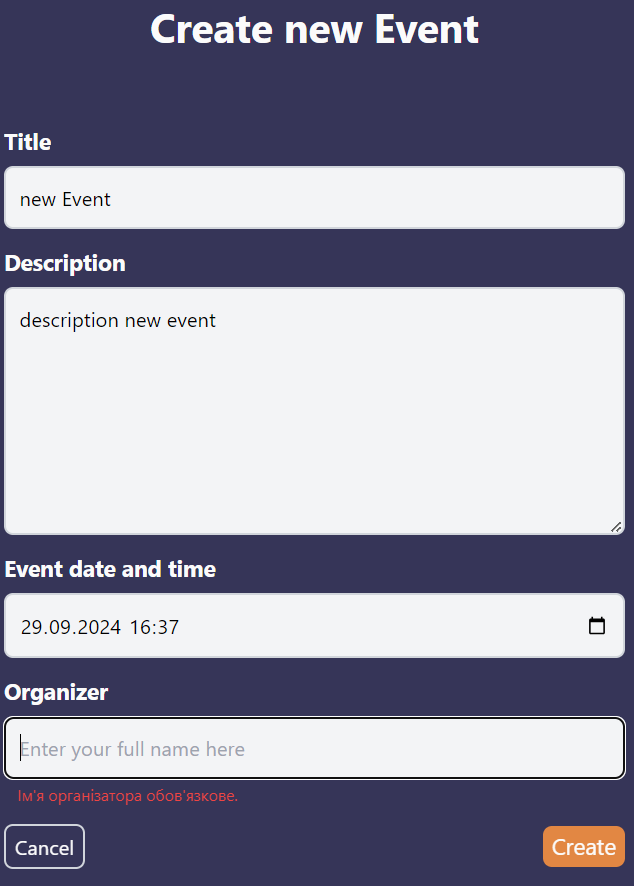 Create new Event
Title
new Event
Description
description new event
Event date and time
29.09.2024 16:37
Organizer
Enter your full name here
Ім'я організатора обов'язкове.
Cancel
Create